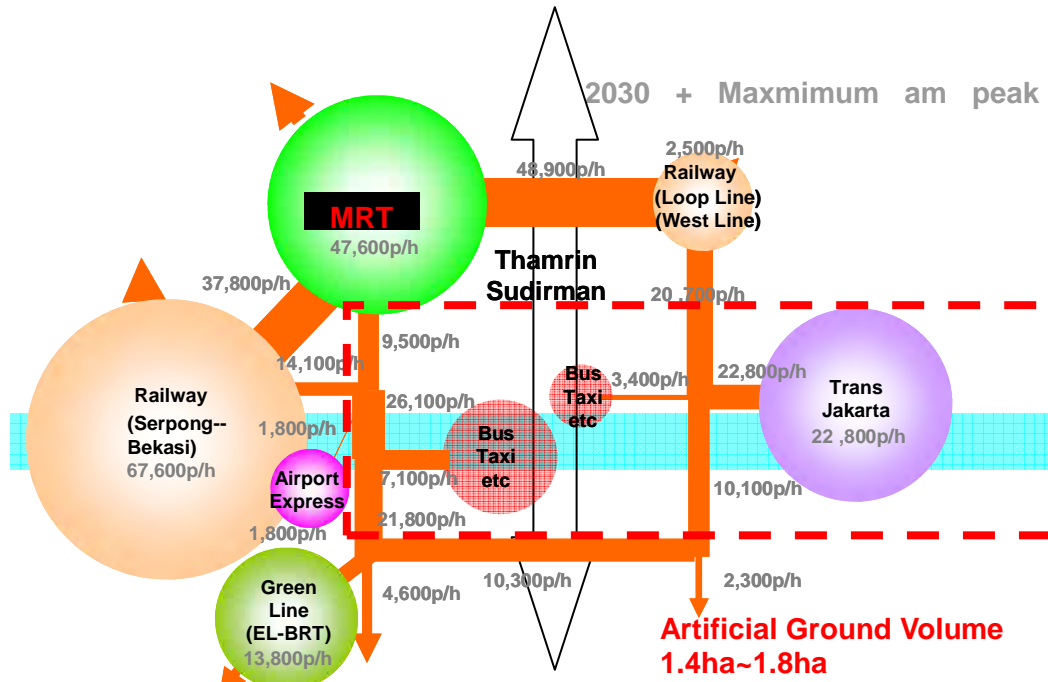 2030 + Maxmimum am peak
2,500p/h
48,900p/h
Railway
(Loop Line)
(West Line)
MRT
47,600p/h
Thamrin
Sudirman
37,800p/h
20 ,700p/h
9,500p/h
14,100p/h
Railway
(Serpong--
Bekasi)
67,600p/h
26,100p/h
1,800p/h
Bus
Taxi
etc
3,400p/h
22,800p/h
Trans
Jakarta
22 ,800p/h
Bus
Taxi
etc
7,100p/h
Airport
Express
21,800p/h
10,100p/h
1,800p/h
Green
Line
(EL-BRT)
13,800p/h
4,600p/h
10,300p/h
2,300p/h
Artificial Ground Volume
1.4ha~1.8ha